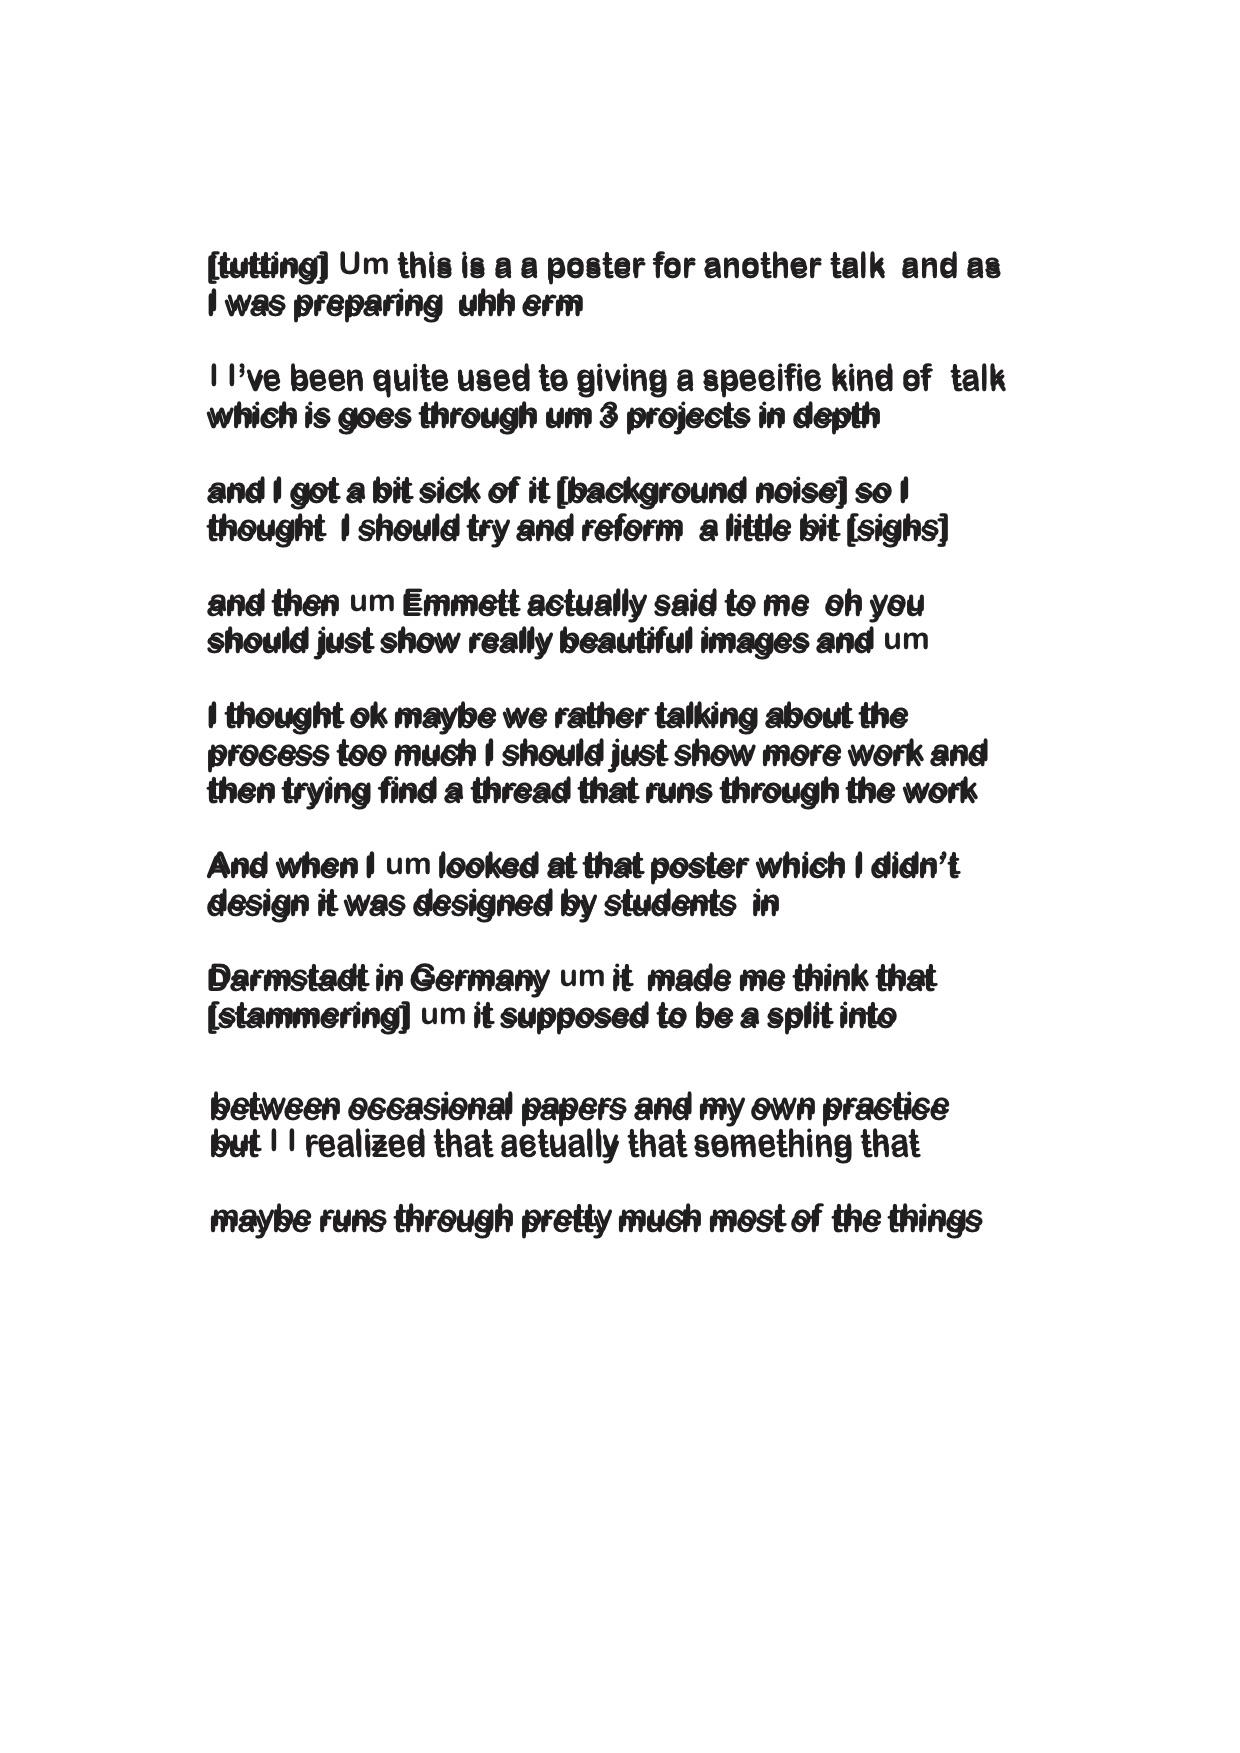 [tutting] Um this is a a poster for another talk  and as
I was preparing  uhh erm
I I’ve been quite used to giving a specific kind of  talk
which is goes through um 3 projects in depth
and I got a bit sick of it [background noise] so I
thought  I should try and reform  a little bit [sighs]
and then um Emmett actually said to me  oh you
should just show really beautiful images and um
I thought ok maybe we rather talking about the
process too much I should just show more work and
then trying find a thread that runs through the work
And when I um looked at that poster which I didn’t
design it was designed by students  in
Darmstadt in Germany um it  made me think that
[stammering] um it supposed to be a split into
between occasional papers and my own practice
but I I realized that actually that something that
maybe runs through pretty much most of the things